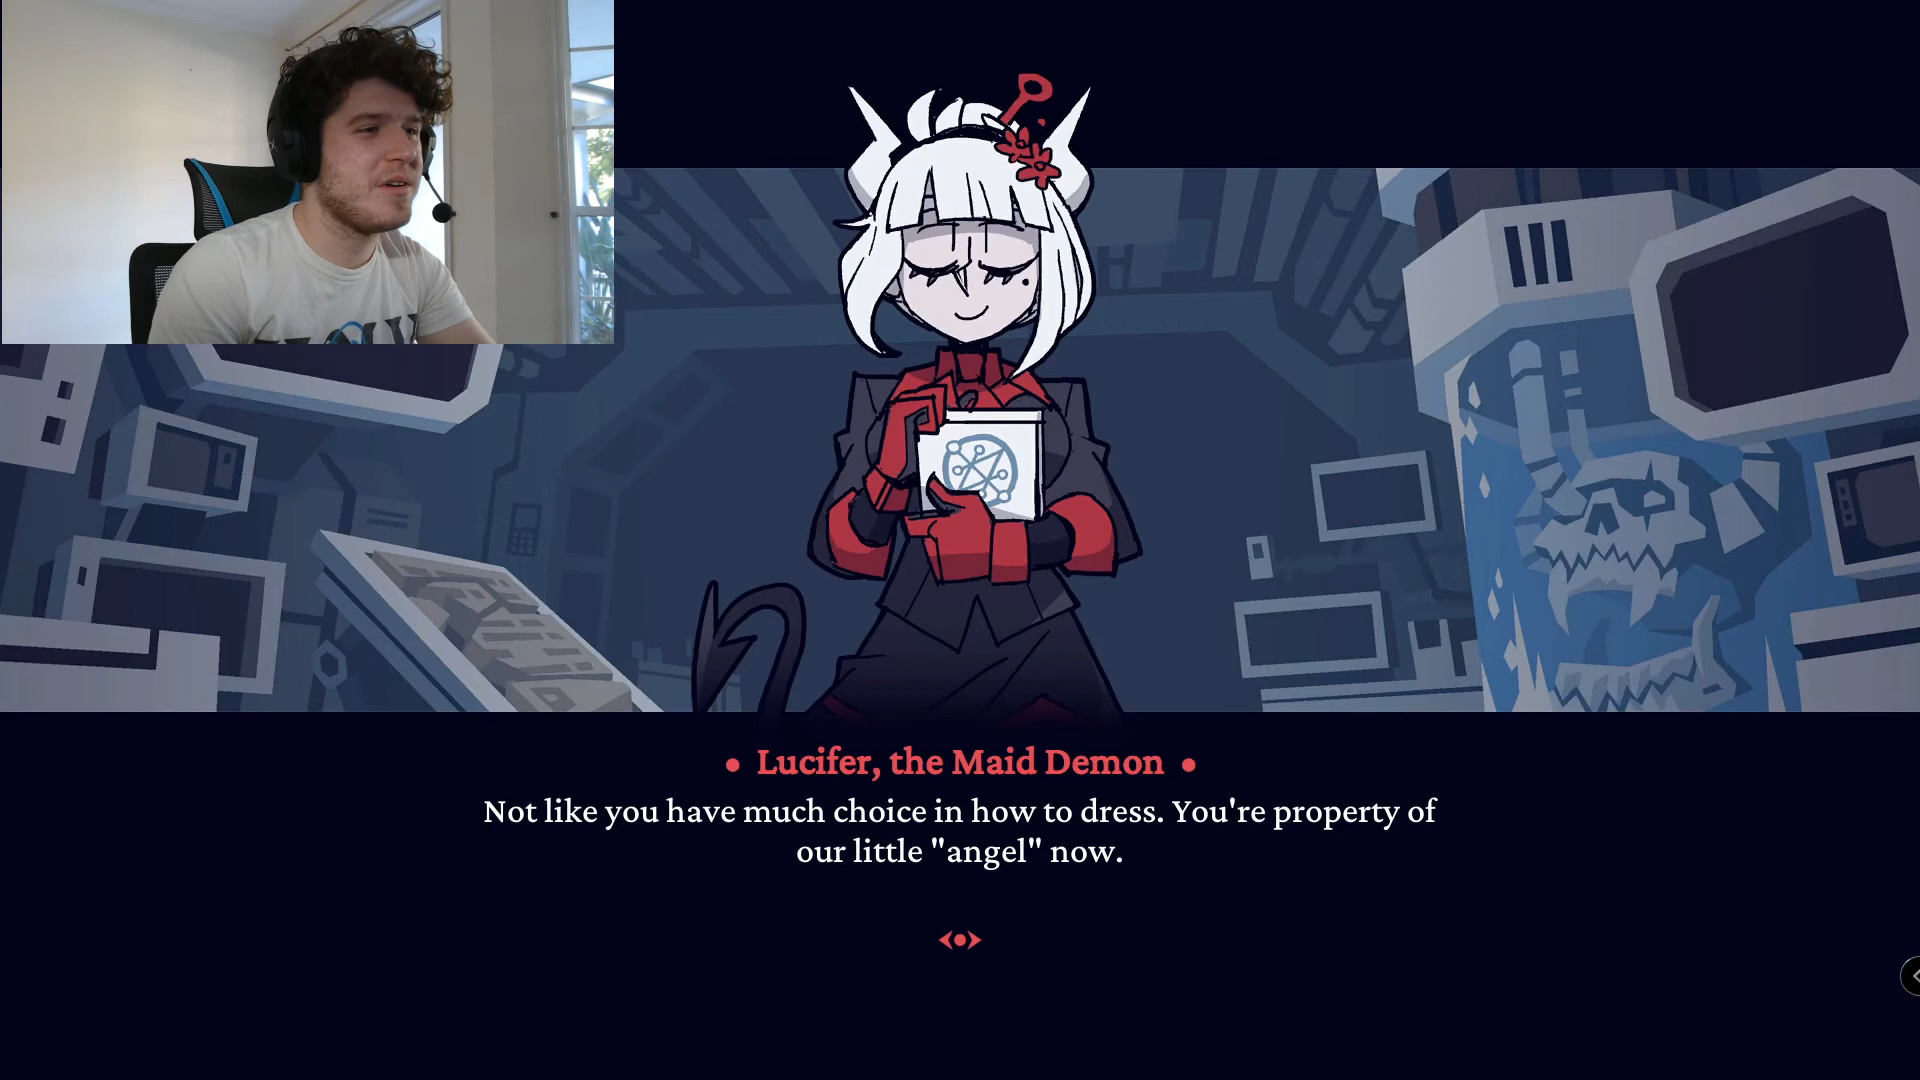 • Lucifer, the Maid Demon •
Not like you have much choice in how to dress. You're property of
our little "angel" now.